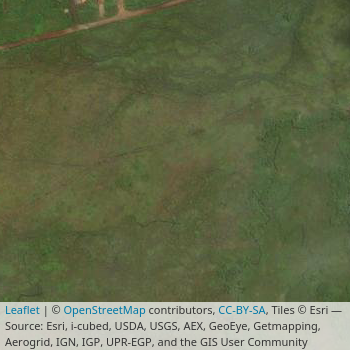 Leaflet | © OpenStreetMap contributors, CC-BY-SA, Tiles © Esri —
Source: Esri, i-cubed, USDA, USGS, AEX, GeoEye, Getmapping,
Aerogrid, IGN, IGP, UPR-EGP, and the GIS User Community